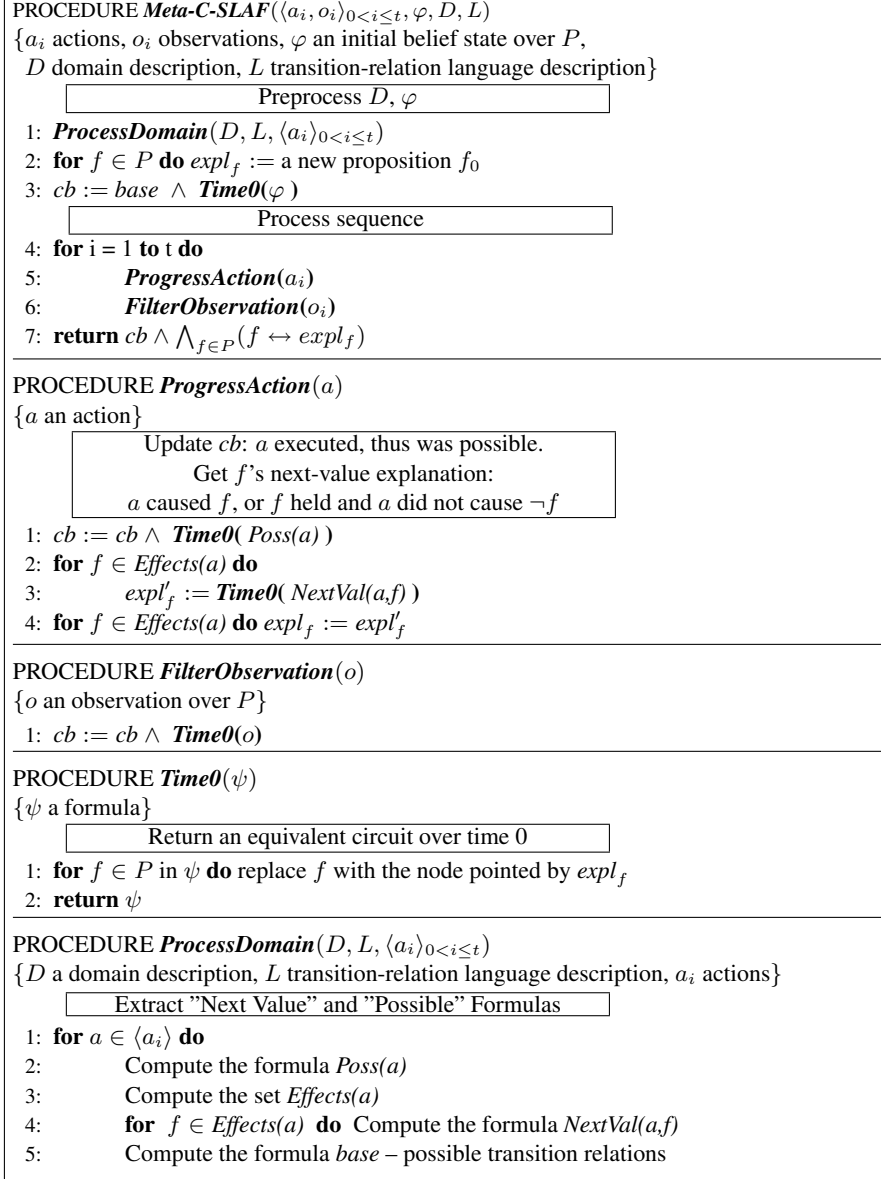 PROCEDURE Meta-C-SLAF(⟨a_i, o_i⟩_{0<i≤t}, φ, D, L)
{a_i actions, o_i observations, φ an initial belief state over P,
D domain description, L transition-relation language description}
Preprocess D, φ
1: ProcessDomain(D, L, ⟨a_i⟩_{0<i≤t})
2: for f ∈ P do expl_f := a new proposition f_0
3: cb := base ∧ Time0(φ)
Process sequence
4: for i = 1 to t do
5: ProgressAction(a_i)
6: FilterObservation(o_i)
7: return cb ∧ ⋀_{f∈P}(f ↔ expl_f)
PROCEDURE ProgressAction(a)
{a an action}
Update cb: a executed, thus was possible.
Get f's next-value explanation:
a caused f, or f held and a did not cause ¬f
1: cb := cb ∧ Time0( Poss(a) )
2: for f ∈ Effects(a) do
3: expl'_f := Time0( NextVal(a,f) )
4: for f ∈ Effects(a) do expl_f := expl'_f
PROCEDURE FilterObservation(o)
{o an observation over P}
1: cb := cb ∧ Time0(o)
PROCEDURE Time0(ψ)
{ψ a formula}
Return an equivalent circuit over time 0
1: for f ∈ P in ψ do replace f with the node pointed by expl_f
2: return ψ
PROCEDURE ProcessDomain(D, L, ⟨a_i⟩_{0<i≤t})
{D a domain description, L transition-relation language description, a_i actions}
Extract "Next Value" and "Possible" Formulas
1: for a ∈ ⟨a_i⟩ do
2: Compute the formula Poss(a)
3: Compute the set Effects(a)
4: for f ∈ Effects(a) do Compute the formula NextVal(a,f)
5: Compute the formula base – possible transition relations